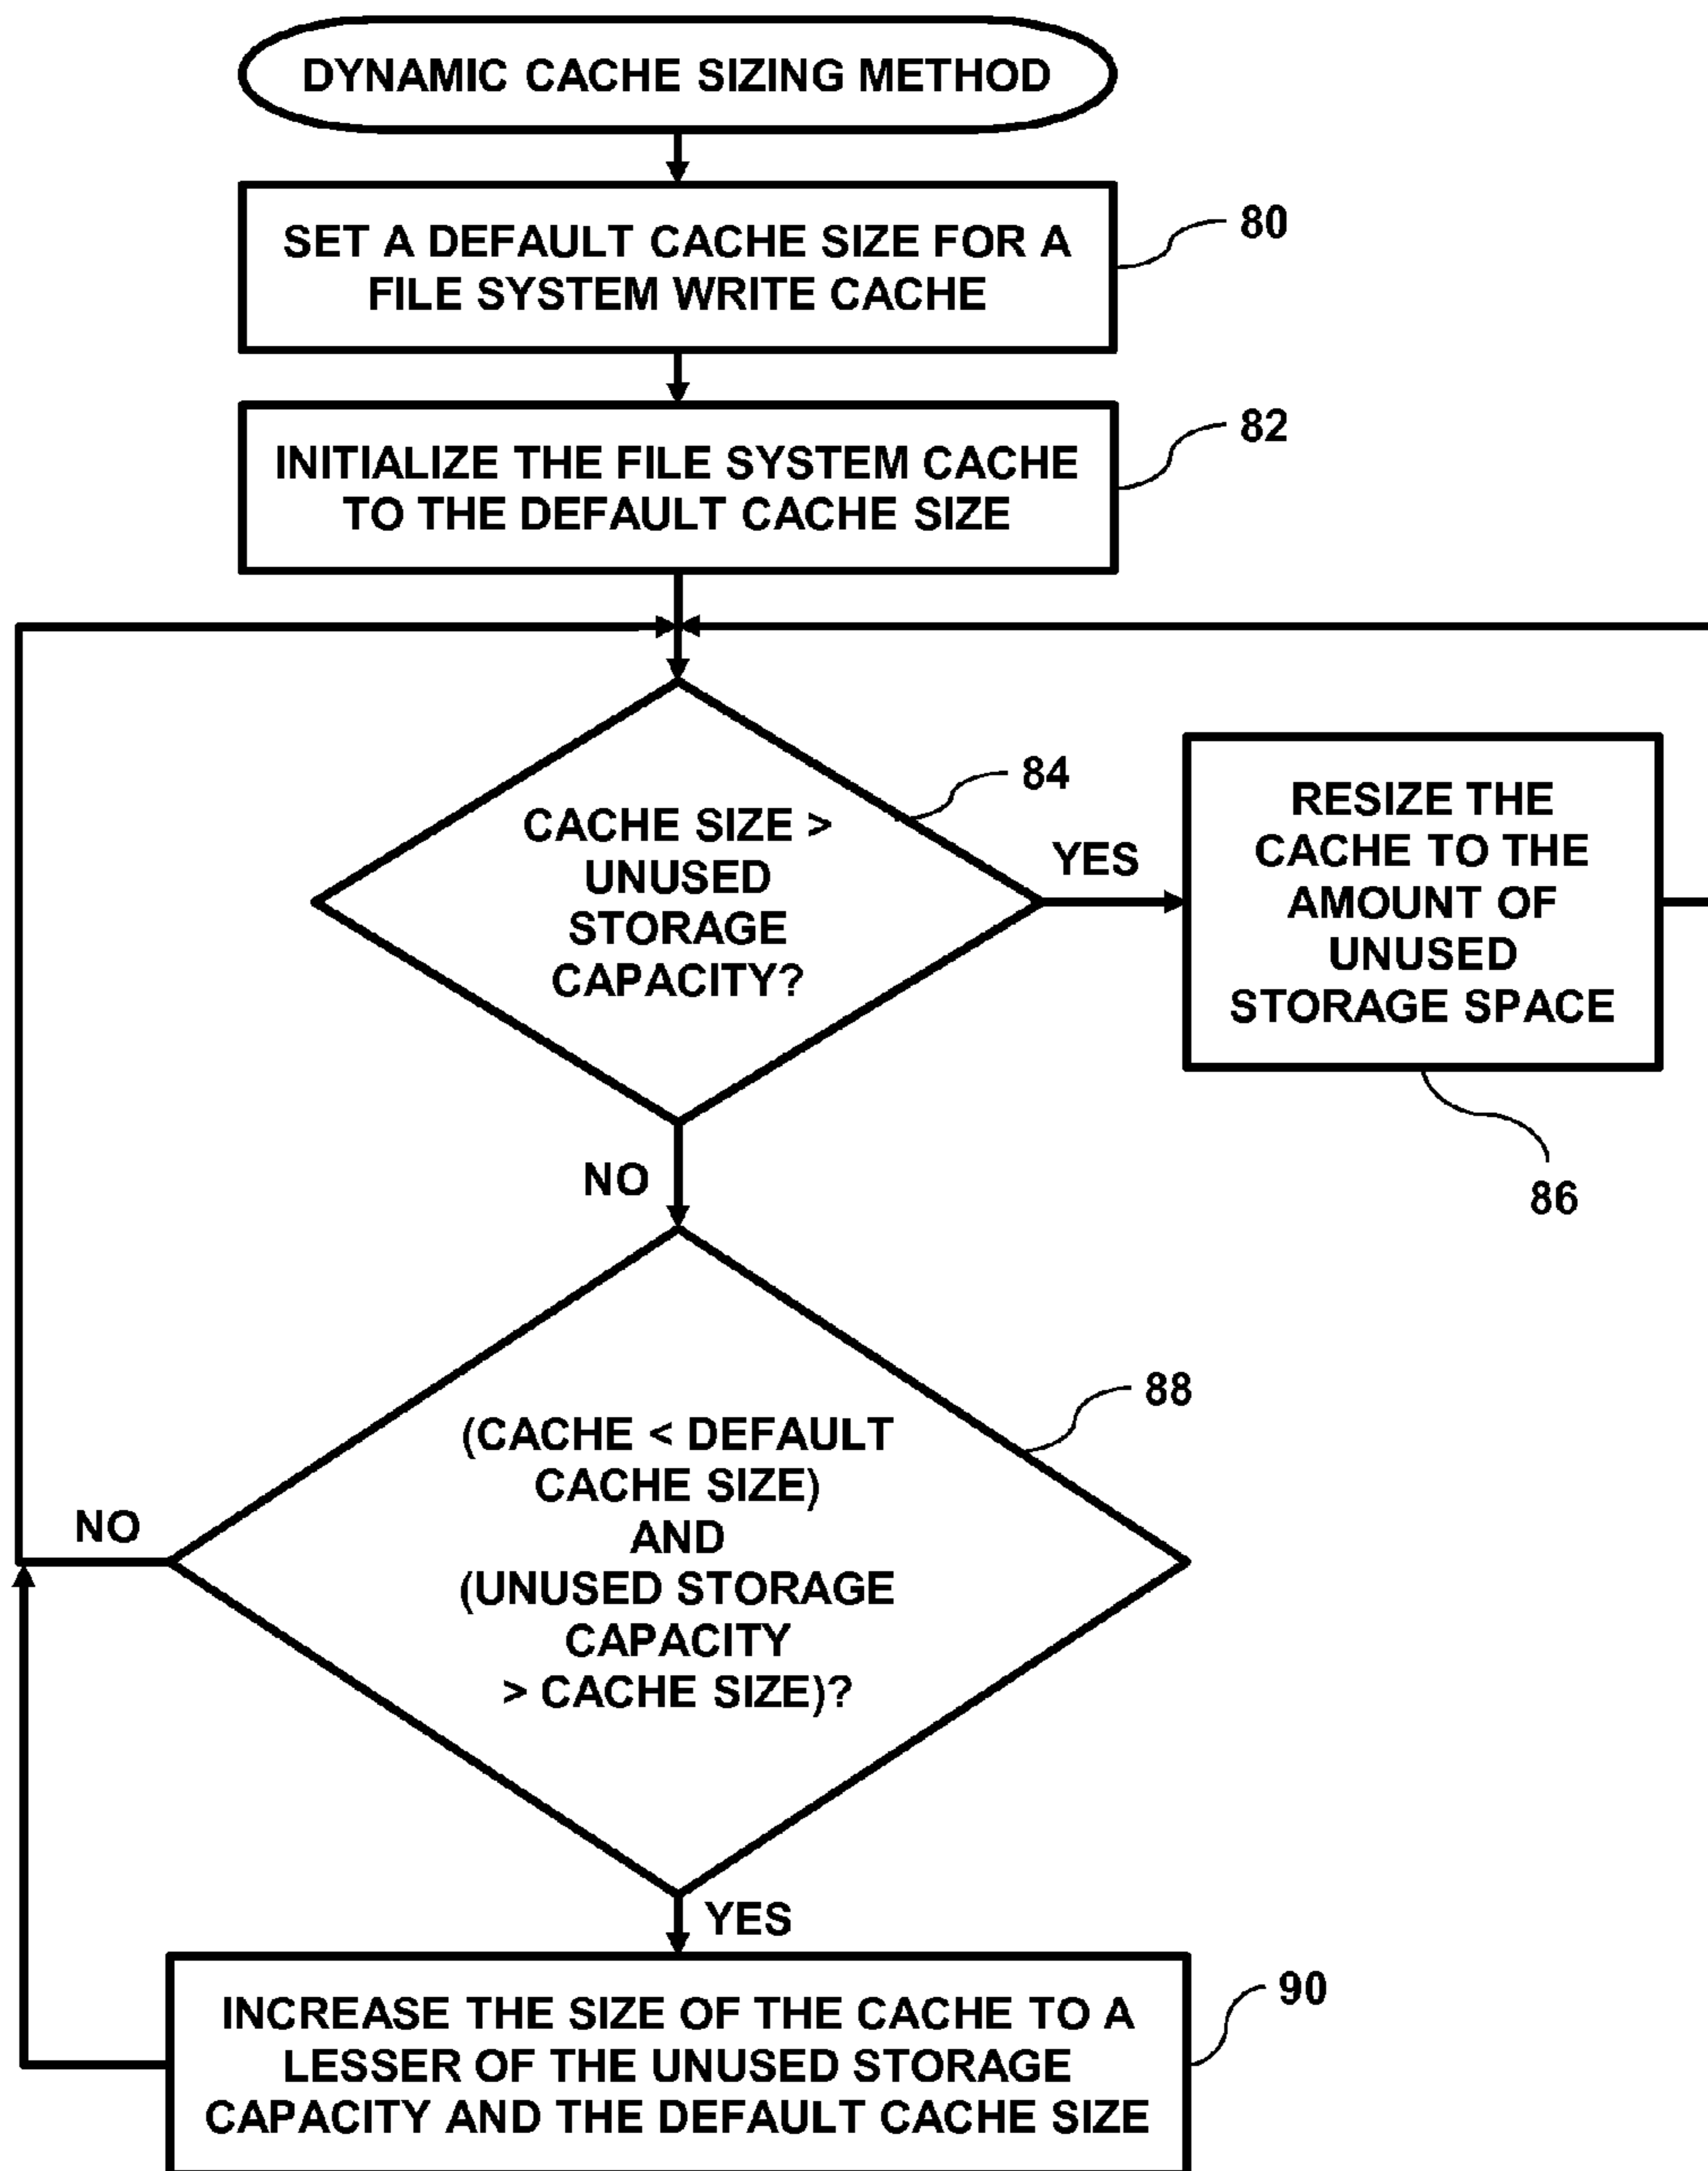 DYNAMIC CACHE SIZING METHOD
SET A DEFAULT CACHE SIZE FOR A
FILE SYSTEM WRITE CACHE
80
INITIALIZE THE FILE SYSTEM CACHE
TO THE DEFAULT CACHE SIZE
82
CACHE SIZE >
UNUSED
STORAGE
CAPACITY?
84
YES
RESIZE THE
CACHE TO THE
AMOUNT OF
UNUSED
STORAGE SPACE
86
NO
(CACHE < DEFAULT
CACHE SIZE)
AND
(UNUSED STORAGE
CAPACITY
> CACHE SIZE)?
88
NO
YES
INCREASE THE SIZE OF THE CACHE TO A
LESSER OF THE UNUSED STORAGE
CAPACITY AND THE DEFAULT CACHE SIZE
90